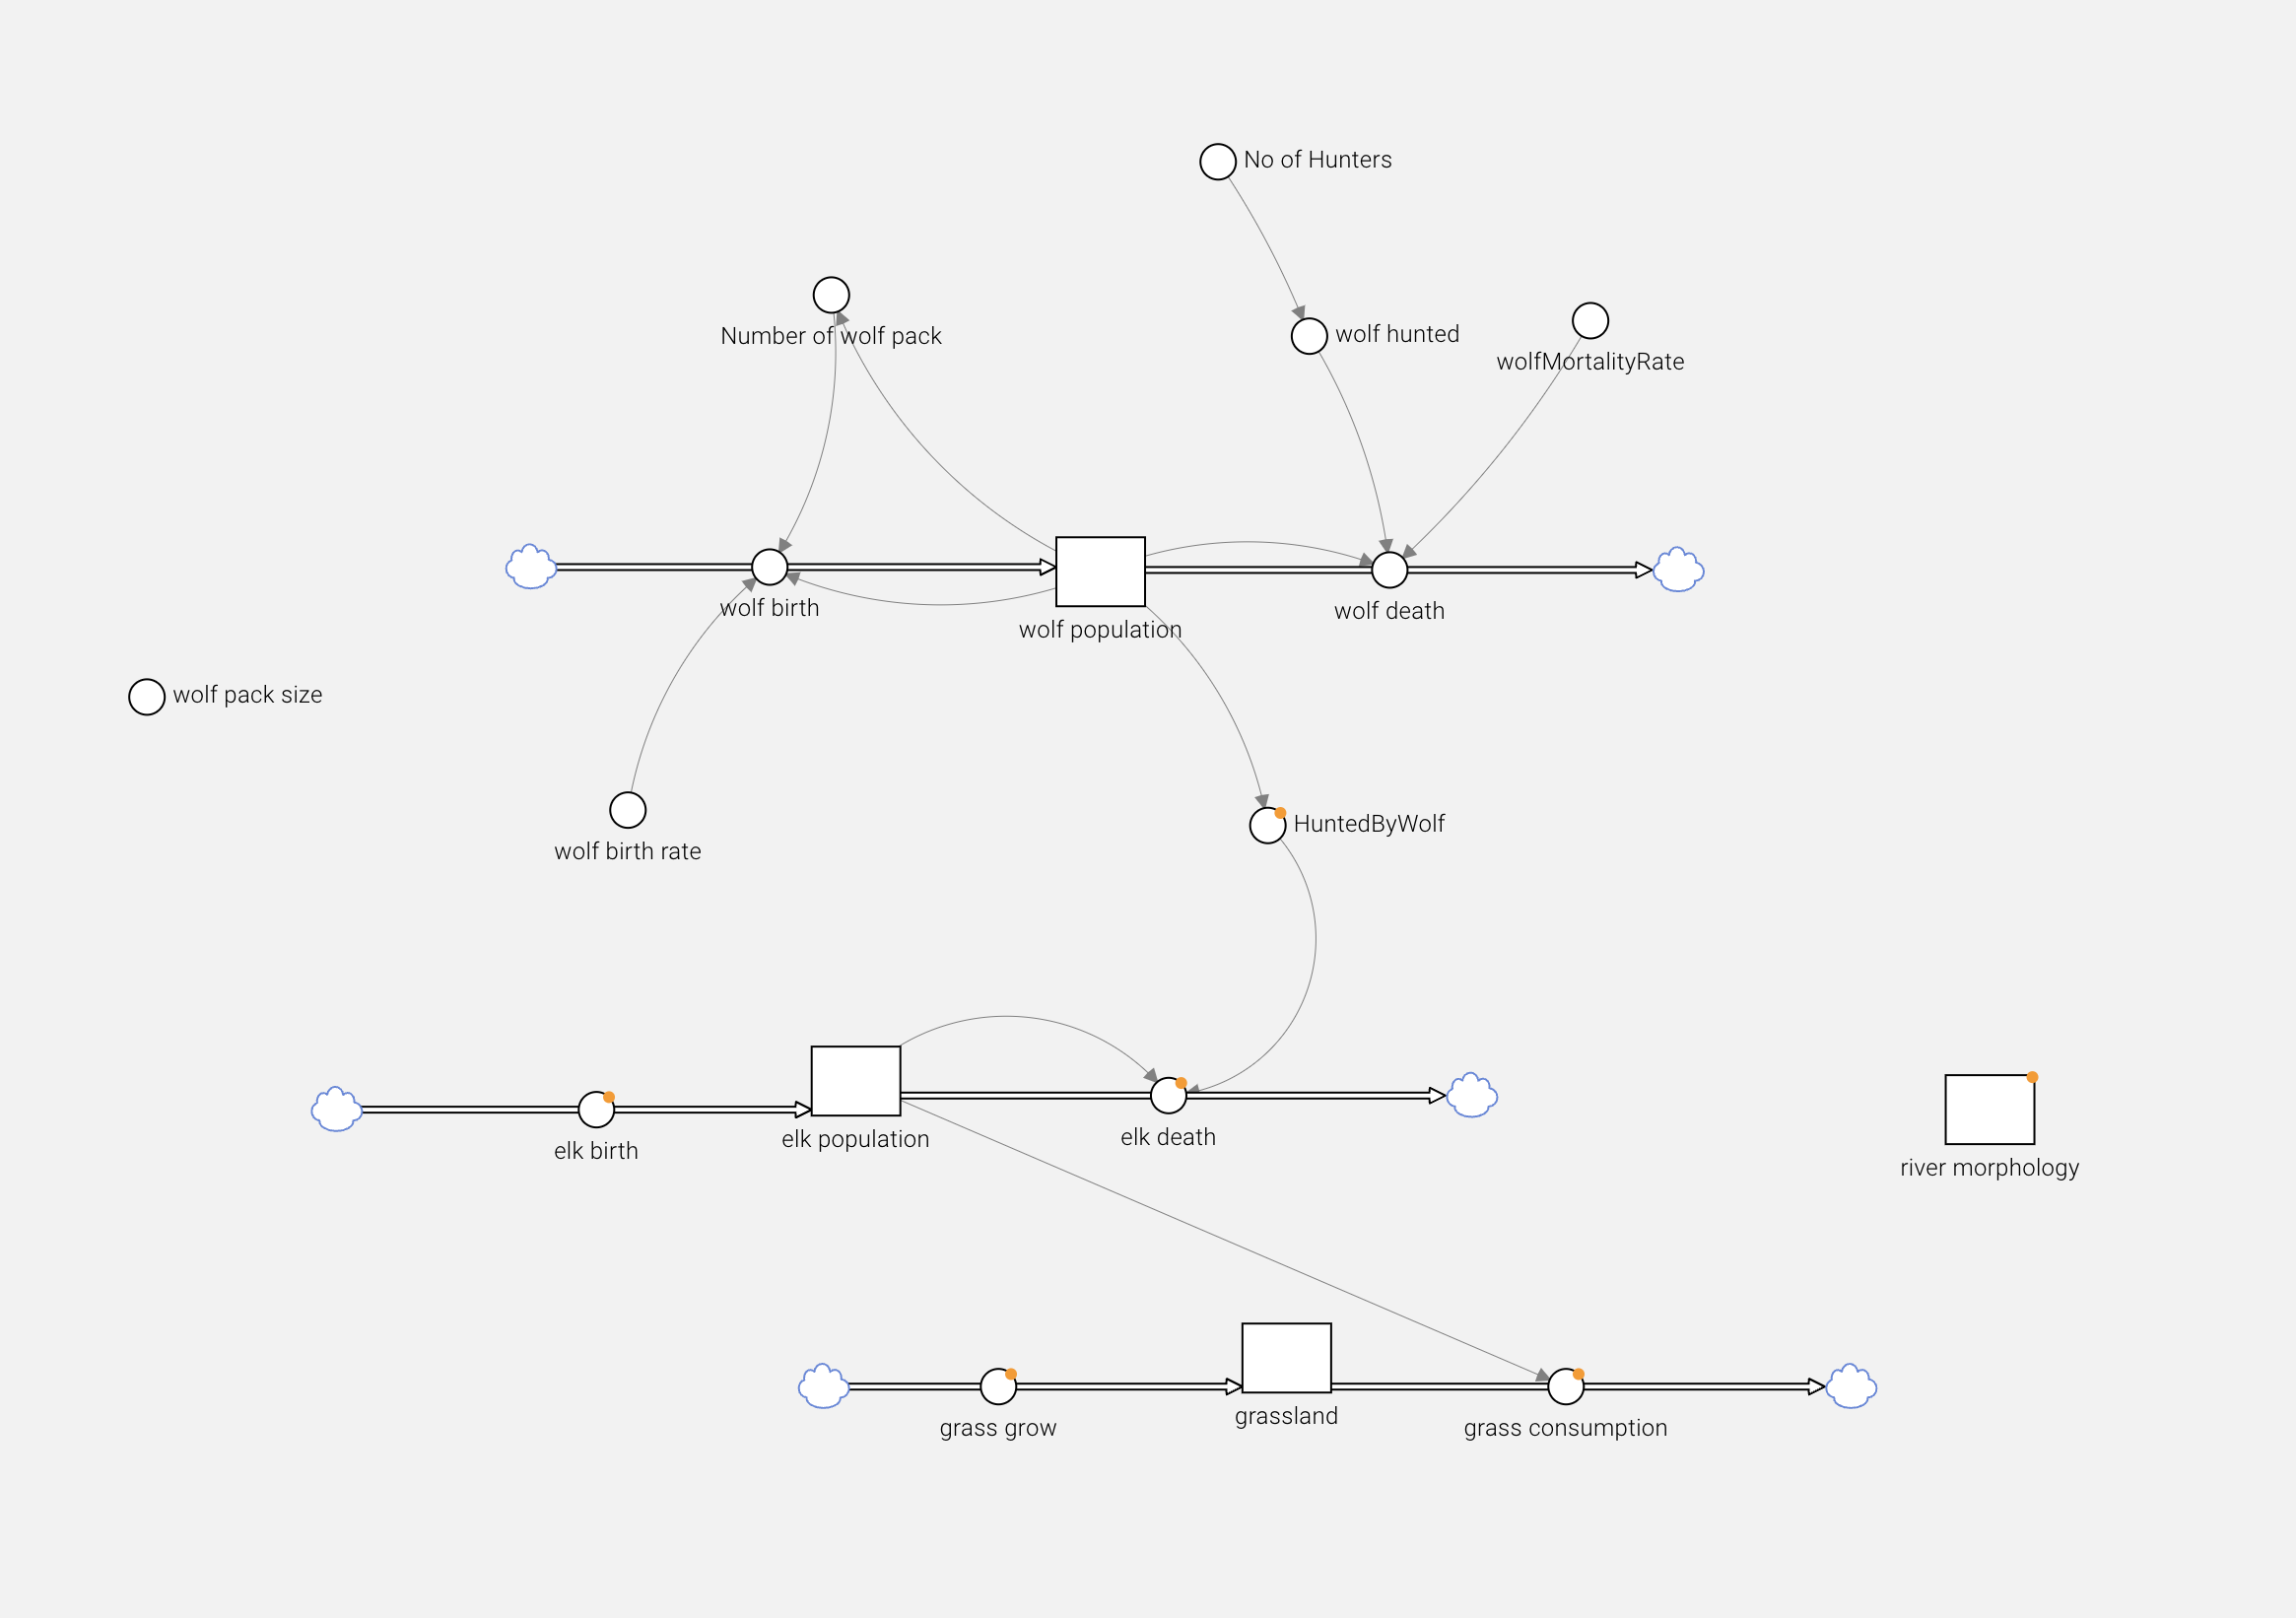 No of Hunters
Number of wolf pack
wolf hunted
wolfMortalityRate
wolf birth
wolf population
wolf death
wolf pack size
HuntedByWolf
wolf birth rate
elk birth
elk population
elk death
river morphology
grass grow
grassland
grass consumption